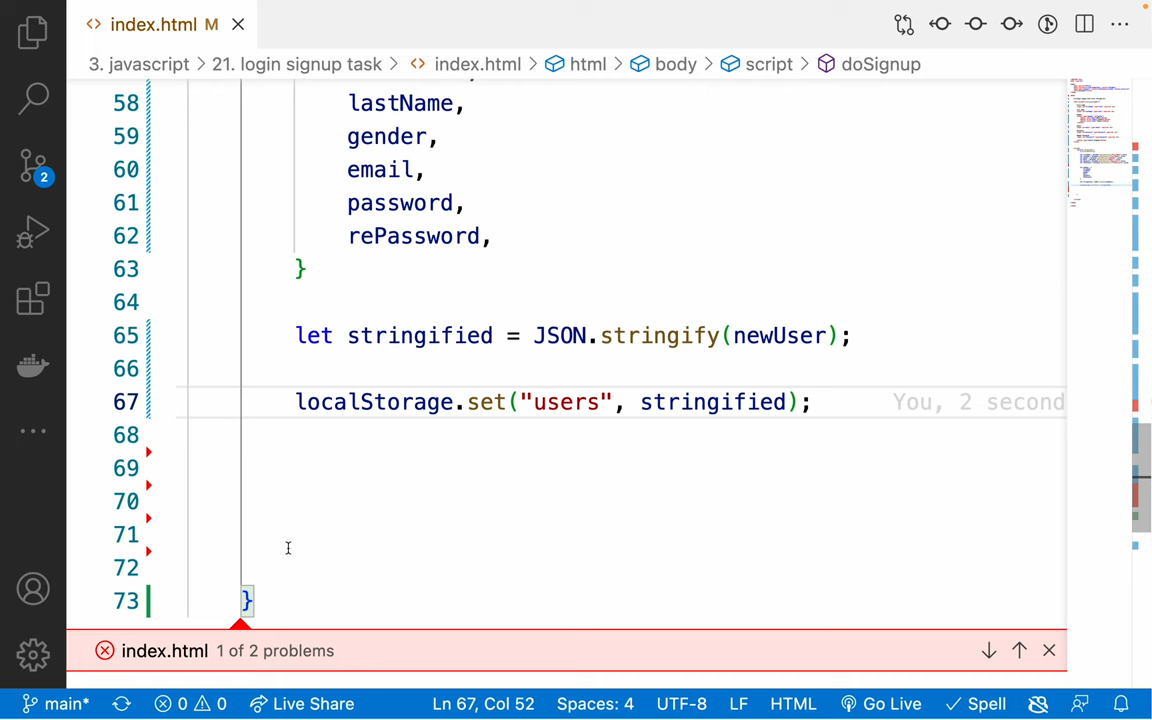 index.html M
3. javascript > 21. login signup task > index.html > html > body > script > doSignup
58 lastName,
59 gender,
60 email,
61 password,
62 rePassword,
63 }
64
65 let stringified = JSON.stringify(newUser);
66
67 localStorage.set("users", stringified); You, 2 second
68
69
70
71
72
73 }
2
index.html 1 of 2 problems
main* 0 0 Live Share Ln 67, Col 52 Spaces: 4 UTF-8 LF HTML Go Live Spell